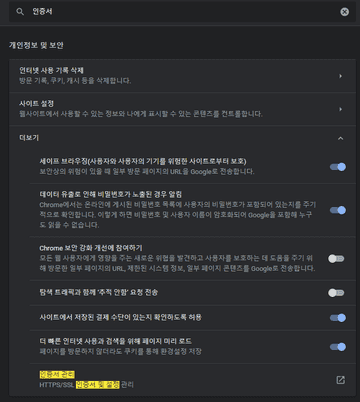 인증서
개인정보 및 보안
인터넷 사용 기록 삭제
방문 기록, 쿠키, 캐시 등을 삭제합니다.
사이트 설정
웹사이트에서 사용할 수 있는 정보와 나에게 표시할 수 있는 콘텐츠를 컨트롤합니다.
더보기
세이프 브라우징(사용자와 사용자의 기기를 위험한 사이트로부터 보호)
보안상의 위험이 있을 때 일부 방문 페이지의 URL을 Google로 전송합니다.
데이터 유출로 인해 비밀번호가 노출된 경우 알림
Chrome에서는 온라인에 게시된 비밀번호 목록에 사용자의 비밀번호가 포함되어 있는지를 주기
적으로 확인합니다. 이렇게 하면 비밀번호 및 사용자 이름이 암호화되어 Google을 포함해 누구
도 읽을 수 없습니다.
Chrome 보안 강화 개선에 참여하기
모든 웹 사용자에게 영향을 주는 새로운 위협을 발견하고 사용자를 보호하는 데 도움을 주기 위
해 방문한 일부 페이지의 URL, 제한된 시스템 정보, 일부 페이지 콘텐츠를 Google로 전송합니다.
탐색 트래픽과 함께 '추적 안함' 요청 전송
사이트에서 저장된 결제 수단이 있는지 확인하도록 허용
더 빠른 인터넷 사용과 검색을 위해 페이지 미리 로드
페이지를 방문하지 않더라도 쿠키를 통해 환경설정 저장
인증서 관리
HTTPS/SSL 인증서 및 설정 관리